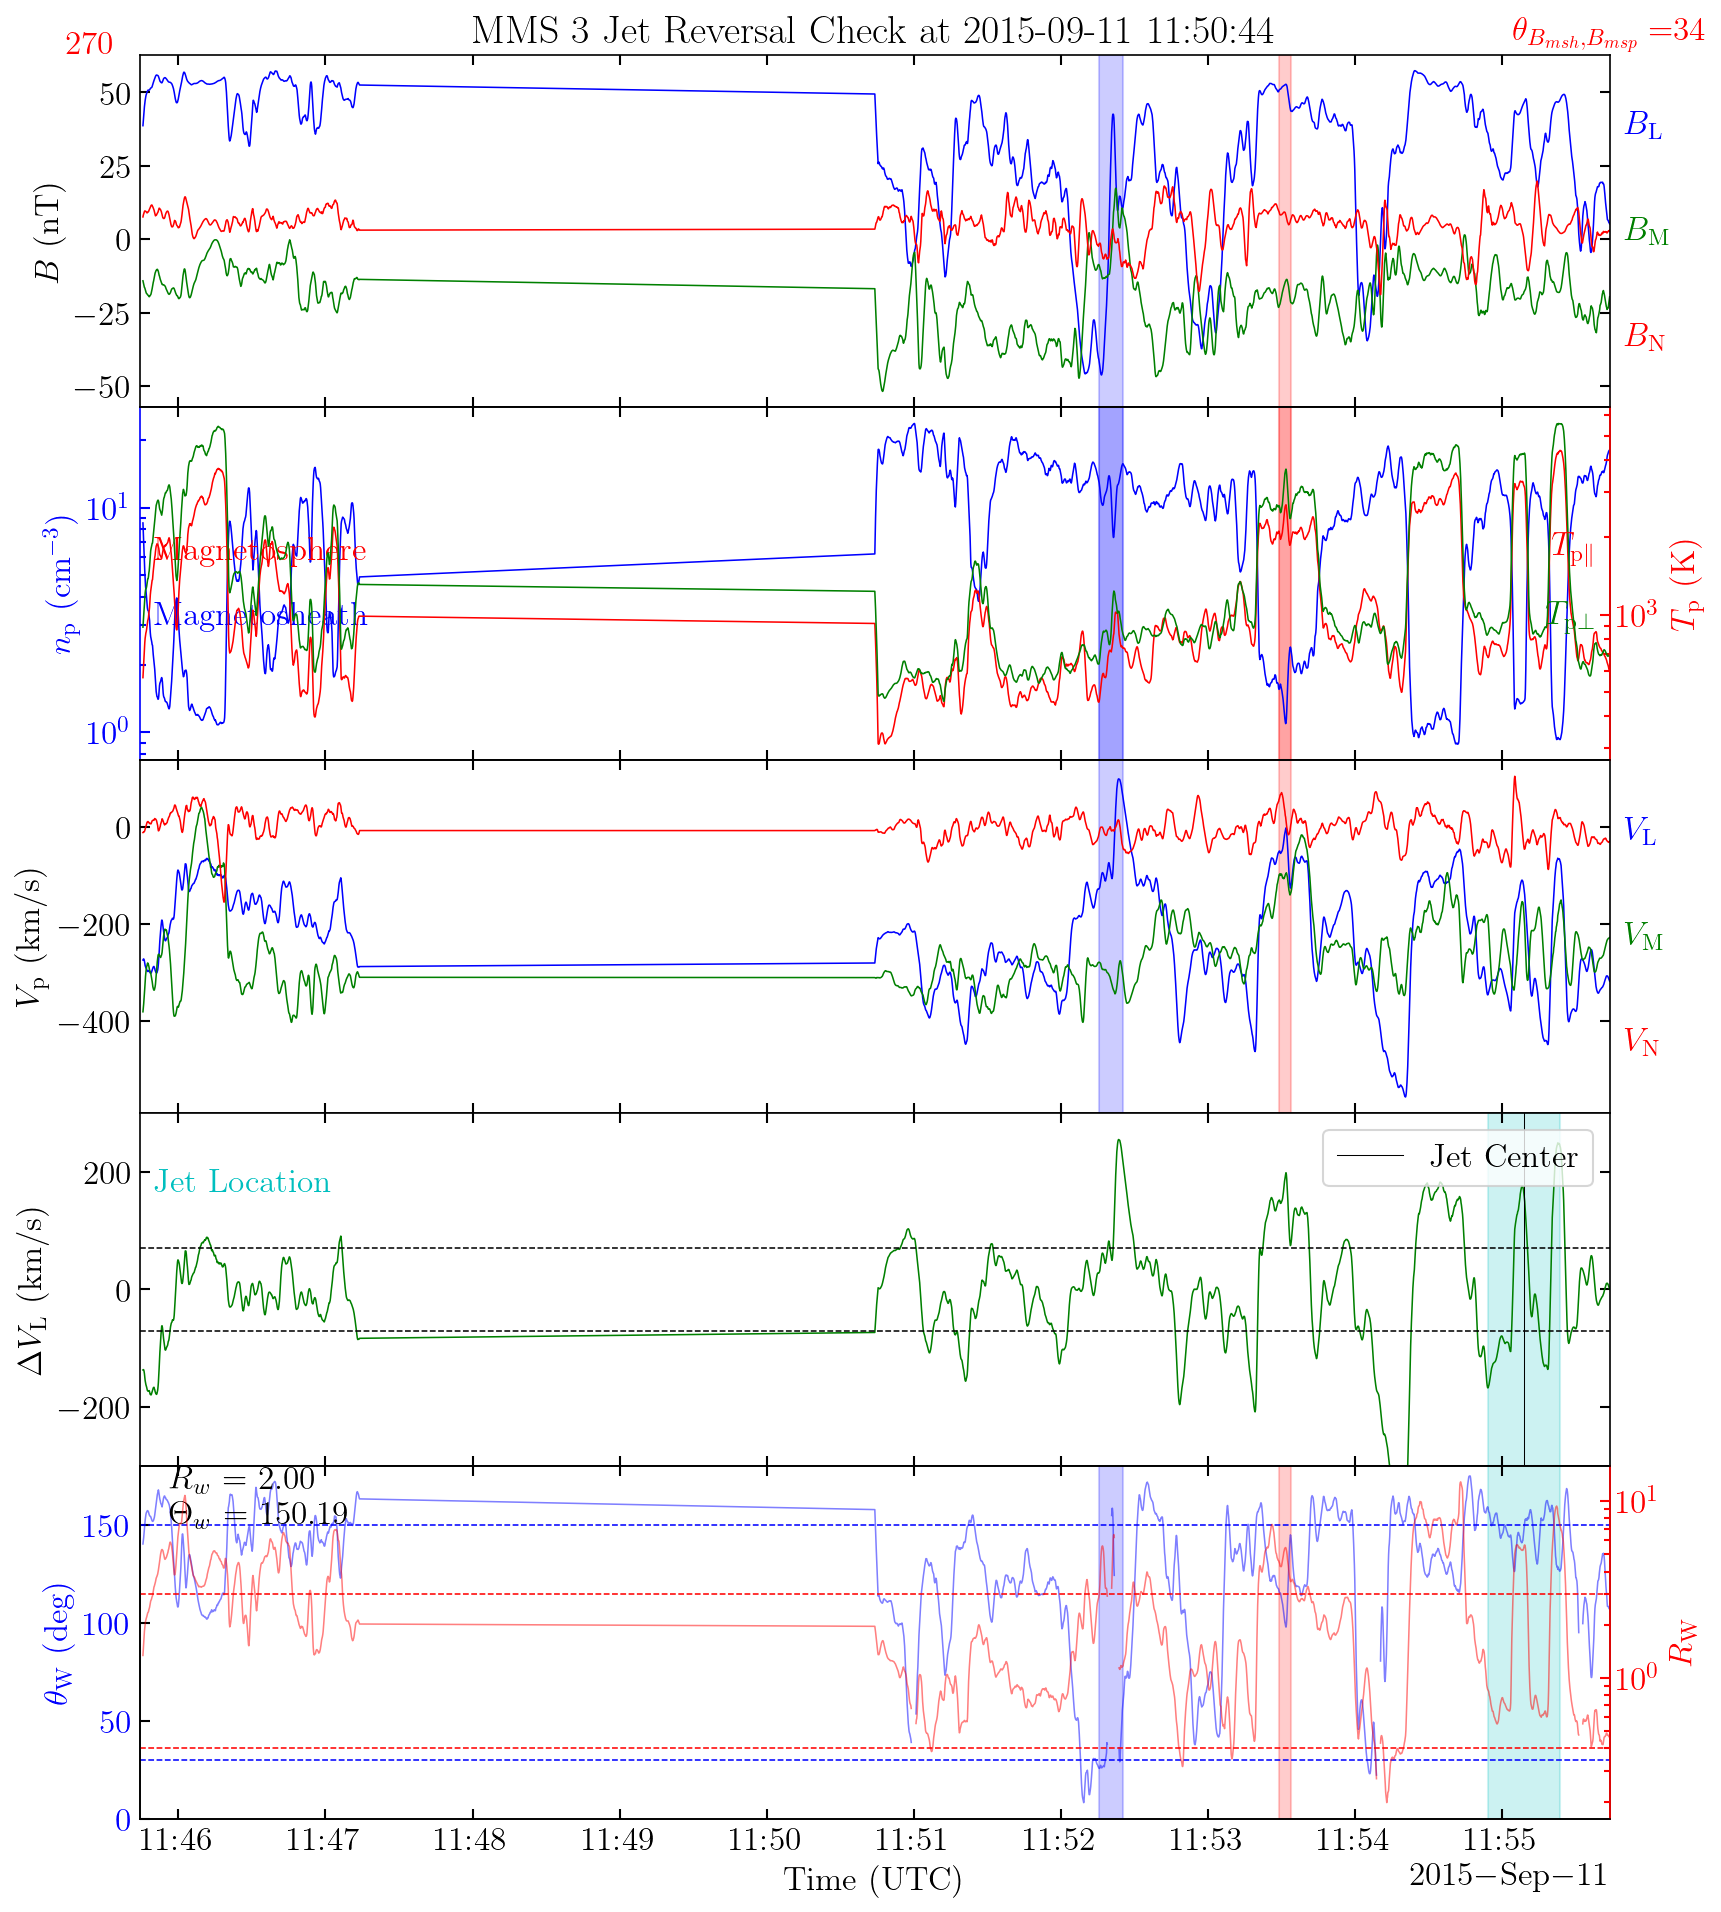 MMS 3 Jet Reversal Check at 2015-09-11 11:50:44
270
θ_{B_{msh},B_{msp}} =34
50
25
0
−25
−50
B (nT)
B_L
B_M
B_N
10^1
10^0
n_p (cm^{−3})
Magnetosphere
Magnetosheath
T_{p∥}
T_{p⊥}
10^3
T_p (K)
0
−200
−400
V_p (km/s)
V_L
V_M
V_N
200
0
−200
ΔV_L (km/s)
Jet Location
Jet Center
R_w = 2.00
Θ_w = 150.19
150
100
50
0
θ_W (deg)
10^1
10^0
R_W
11:46 11:47 11:48 11:49 11:50 11:51 11:52 11:53 11:54 11:55
Time (UTC)
2015−Sep−11